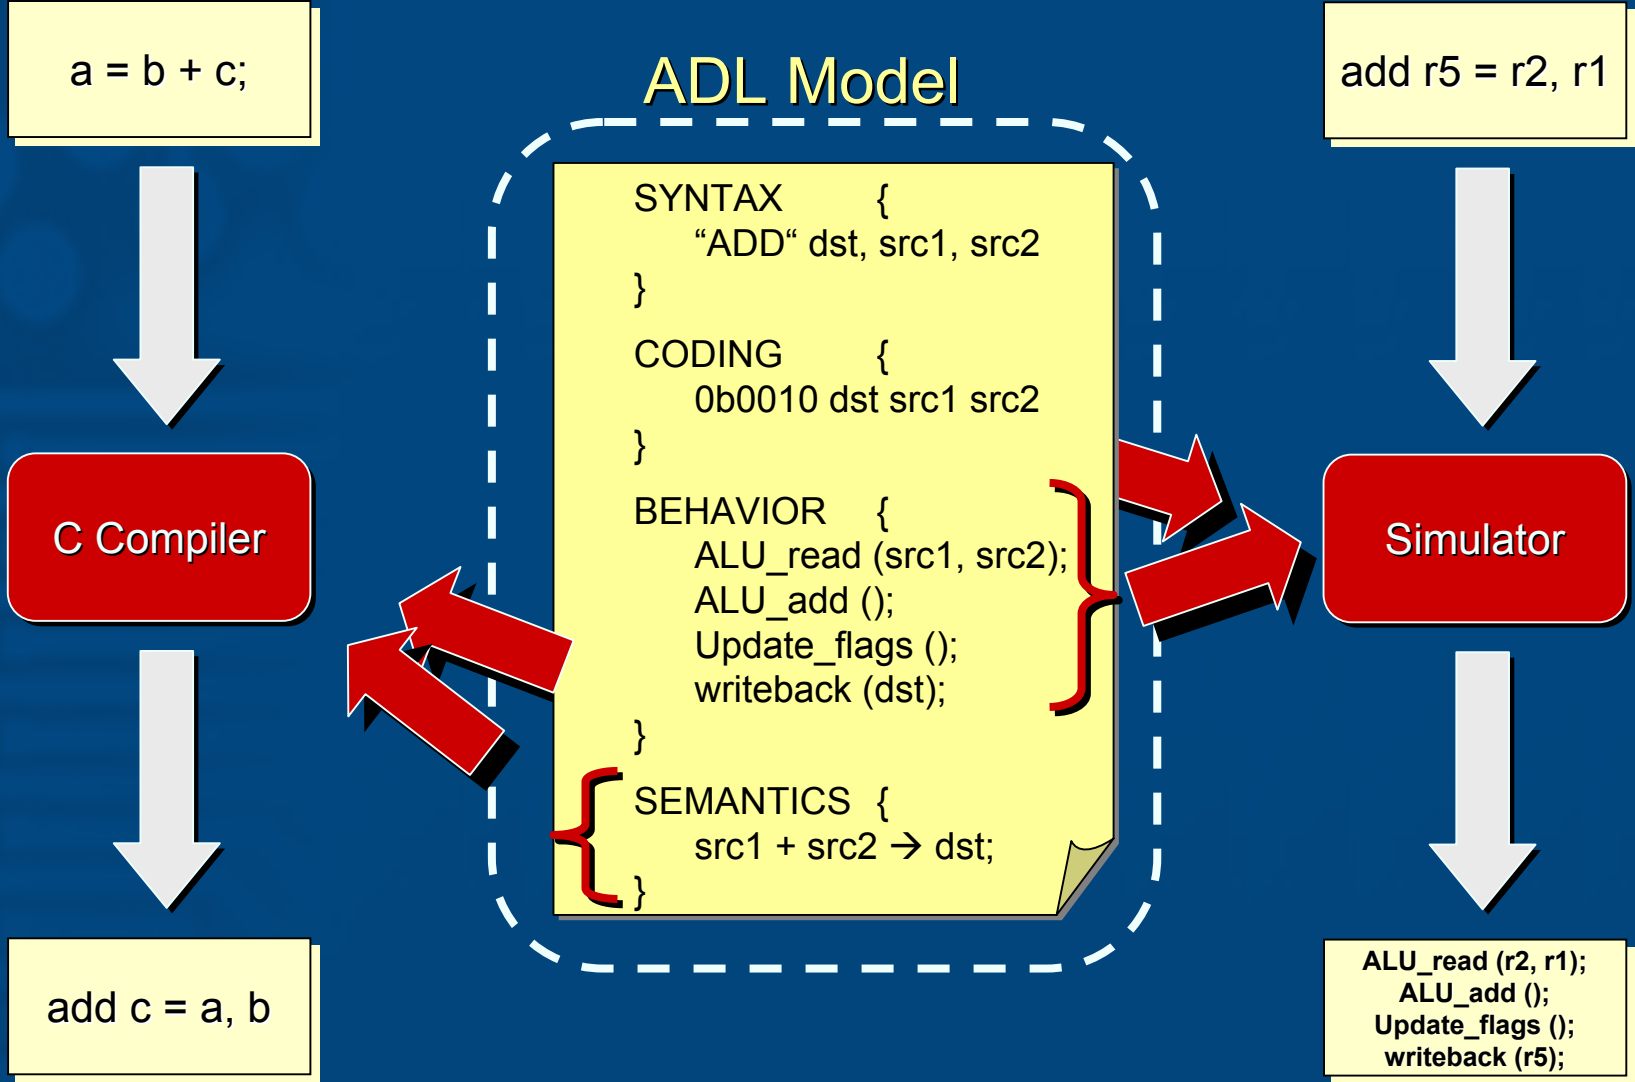 a = b + c;
C Compiler
add c = a, b
ADL Model
SYNTAX {
“ADD“ dst, src1, src2
}
CODING {
0b0010 dst src1 src2
}
BEHAVIOR {
ALU_read (src1, src2);
ALU_add ();
Update_flags ();
writeback (dst);
}
SEMANTICS {
src1 + src2 → dst;
}
add r5 = r2, r1
Simulator
ALU_read (r2, r1);
ALU_add ();
Update_flags ();
writeback (r5);